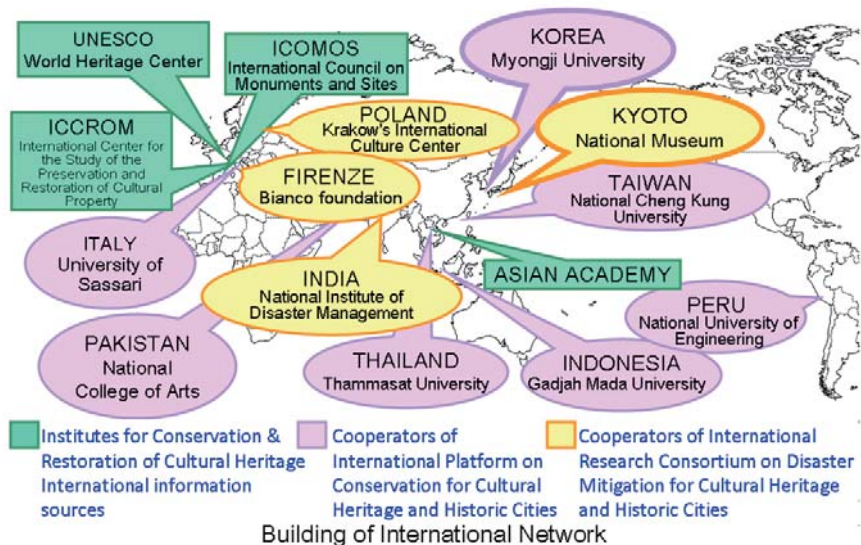 UNESCO
World Heritage Center
ICOMOS
International Council on
Monuments and Sites
KOREA
Myongji University
ICCROM
International Center for
the Study of the
Preservation and
Restoration of Cultural
Property
POLAND
Krakow's International
Culture Center
KYOTO
National Museum
FIRENZE
Bianco foundation
TAIWAN
National Cheng Kung
University
ITALY
University of
Sassari
INDIA
National Institute of
Disaster Management
ASIAN ACADEMY
PERU
National University of
Engineering
PAKISTAN
National
College of Arts
THAILAND
Thammasat University
INDONESIA
Gadjah Mada University
Institutes for Conservation &
Restoration of Cultural Heritage
International information
sources
Cooperators of
International Platform on
Conservation for Cultural
Heritage and Historic Cities
Cooperators of International
Research Consortium on Disaster
Mitigation for Cultural Heritage
and Historic Cities
Building of International Network